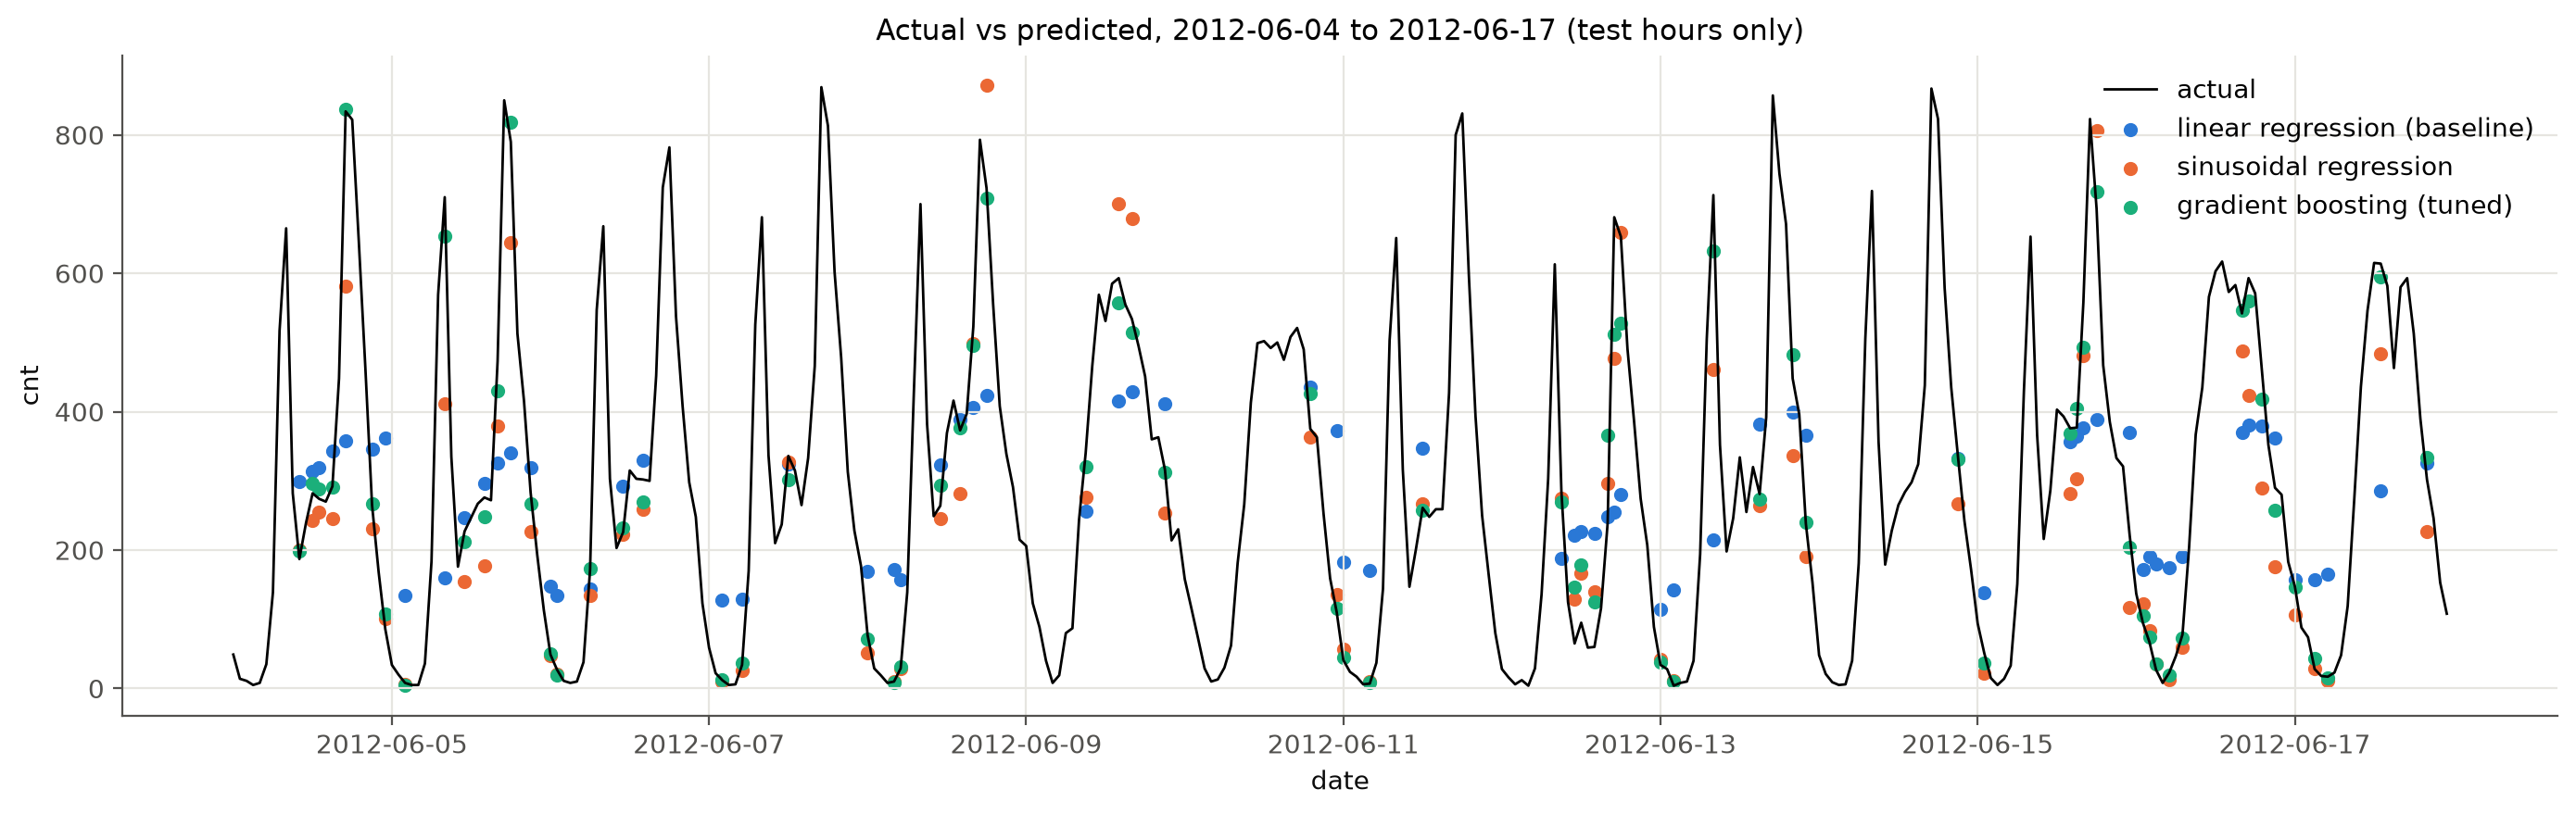 Actual vs predicted, 2012-06-04 to 2012-06-17 (test hours only)
actual
linear regression (baseline)
sinusoidal regression
gradient boosting (tuned)
cnt
800
600
400
200
0
2012-06-05
2012-06-07
2012-06-09
2012-06-11
2012-06-13
2012-06-15
2012-06-17
date